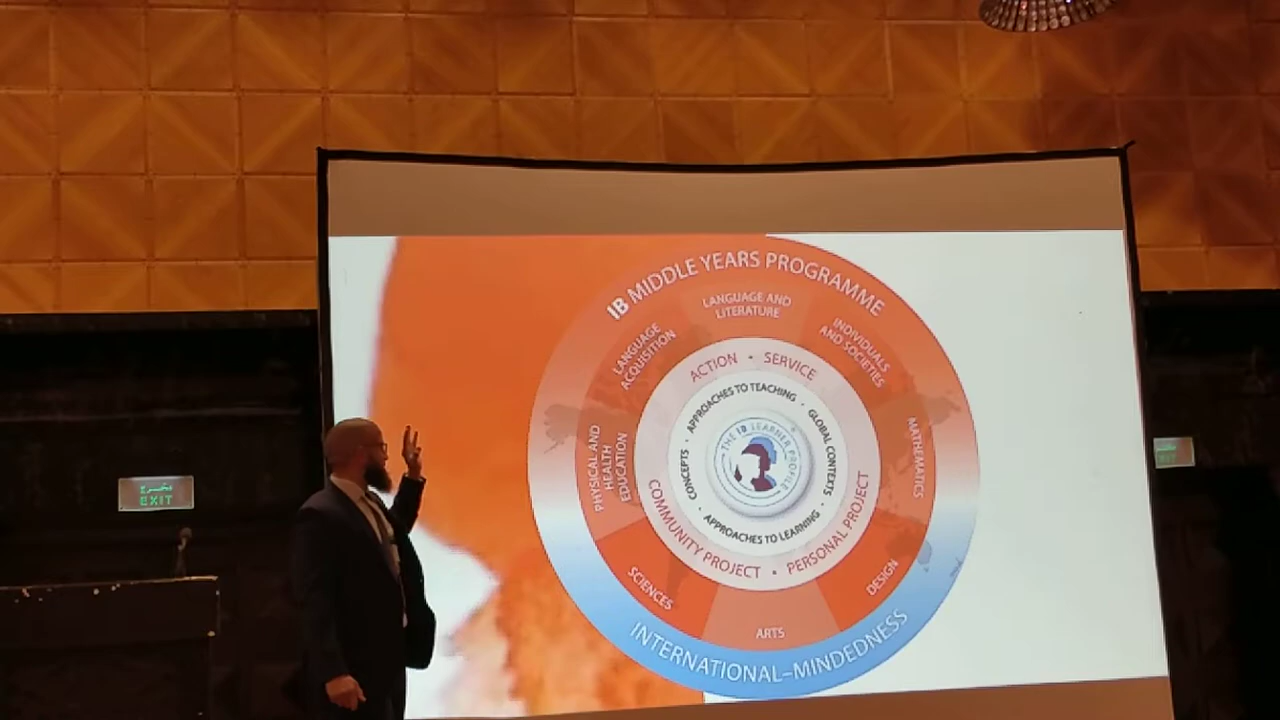 IB MIDDLE YEARS PROGRAMME
LANGUAGE AND
LITERATURE
LANGUAGE
ACQUISITION
INDIVIDUALS
AND SOCIETIES
PHYSICAL AND
HEALTH
EDUCATION
MATHEMATICS
SCIENCES
DESIGN
ARTS
ACTION • SERVICE
COMMUNITY PROJECT • PERSONAL PROJECT
APPROACHES TO TEACHING • GLOBAL CONTEXTS
CONCEPTS • APPROACHES TO LEARNING
THE IB LEARNER PROFILE
INTERNATIONAL–MINDEDNESS
مخرج
EXIT
EXIT